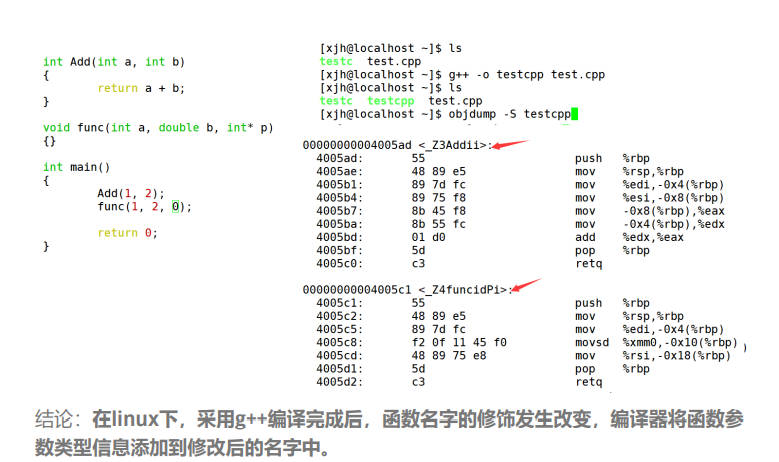 int Add(int a, int b)
{
return a + b;
}
void func(int a, double b, int* p)
{}
int main()
{
Add(1, 2);
func(1, 2, 0);
return 0;
}
[xjh@localhost ~]$ ls
testc test.cpp
[xjh@localhost ~]$ g++ -o testcpp test.cpp
[xjh@localhost ~]$ ls
testc testcpp test.cpp
[xjh@localhost ~]$ objdump -S testcpp
00000000004005ad <_Z3Addii>:
4005ad: 55 push %rbp
4005ae: 48 89 e5 mov %rsp,%rbp
4005b1: 89 7d fc mov %edi,-0x4(%rbp)
4005b4: 89 75 f8 mov %esi,-0x8(%rbp)
4005b7: 8b 45 f8 mov -0x8(%rbp),%eax
4005ba: 8b 55 fc mov -0x4(%rbp),%edx
4005bd: 01 d0 add %edx,%eax
4005bf: 5d pop %rbp
4005c0: c3 retq
00000000004005c1 <_Z4funcidPi>:
4005c1: 55 push %rbp
4005c2: 48 89 e5 mov %rsp,%rbp
4005c5: 89 7d fc mov %edi,-0x4(%rbp)
4005c8: f2 0f 11 45 f0 movsd %xmm0,-0x10(%rbp)
4005cd: 48 89 75 e8 mov %rsi,-0x18(%rbp)
4005d1: 5d pop %rbp
4005d2: c3 retq
结论：在linux下，采用g++编译完成后，函数名字的修饰发生改变，编译器将函数参
数类型信息添加到修改后的名字中。